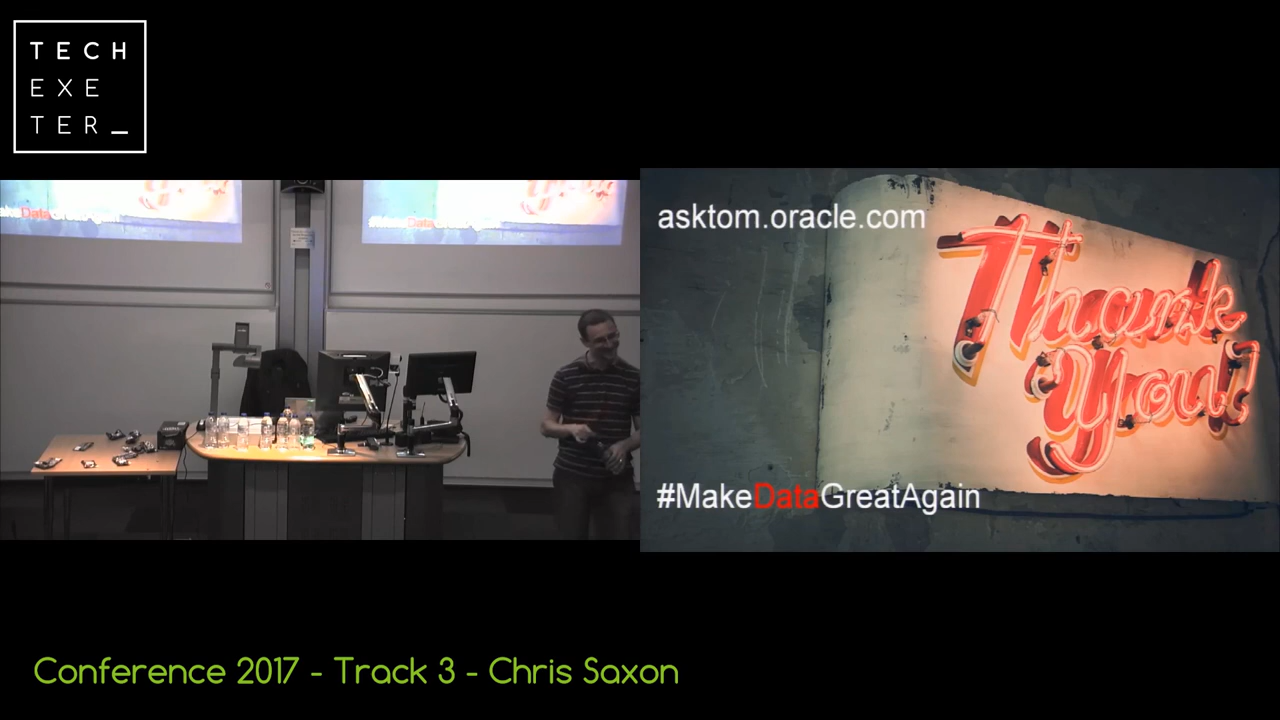 TECH
EXE
TER_
asktom.oracle.com
Thank
You!
#MakeDataGreatAgain
Conference 2017 - Track 3 - Chris Saxon